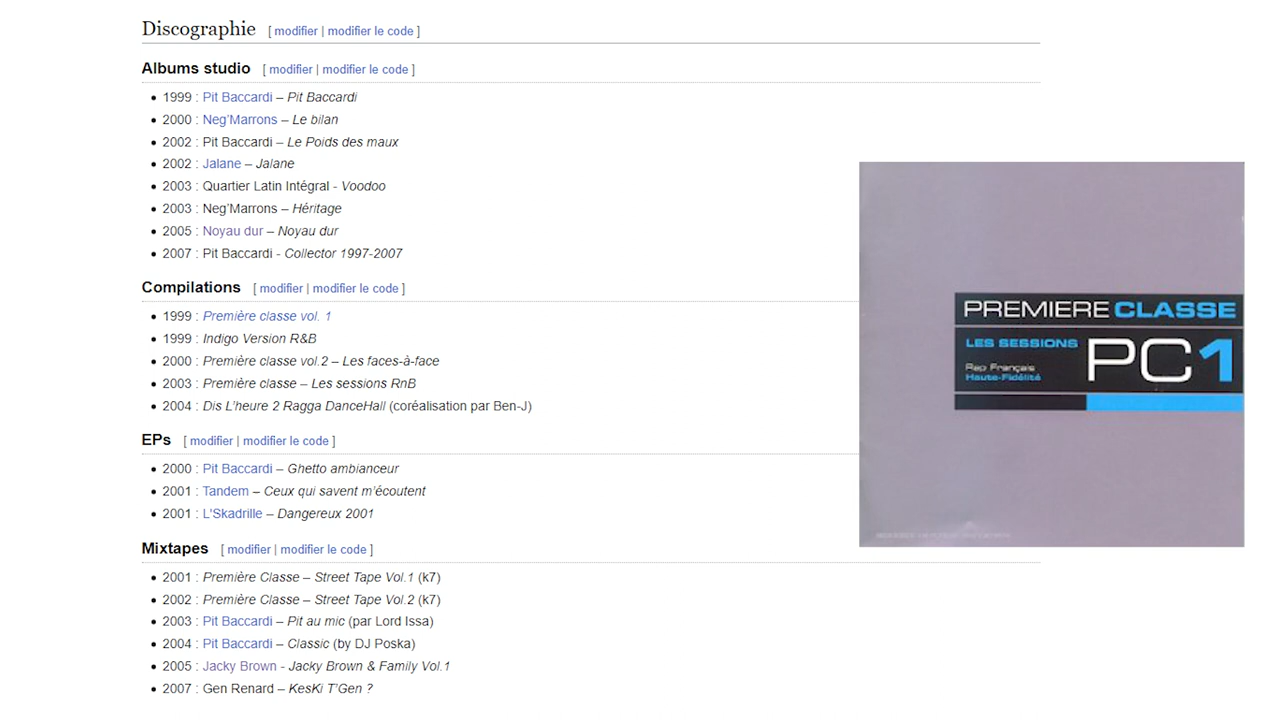 Discographie [ modifier | modifier le code ]
Albums studio [ modifier | modifier le code ]
• 1999 : Pit Baccardi – Pit Baccardi
• 2000 : Neg'Marrons – Le bilan
• 2002 : Pit Baccardi – Le Poids des maux
• 2002 : Jalane – Jalane
• 2003 : Quartier Latin Intégral - Voodoo
• 2003 : Neg'Marrons – Héritage
• 2005 : Noyau dur – Noyau dur
• 2007 : Pit Baccardi - Collector 1997-2007
Compilations [ modifier | modifier le code ]
• 1999 : Première classe vol. 1
• 1999 : Indigo Version R&B
• 2000 : Première classe vol.2 – Les faces-à-face
• 2003 : Première classe – Les sessions RnB
• 2004 : Dis L'heure 2 Ragga DanceHall (coréalisation par Ben-J)
EPs [ modifier | modifier le code ]
• 2000 : Pit Baccardi – Ghetto ambianceur
• 2001 : Tandem – Ceux qui savent m'écoutent
• 2001 : L'Skadrille – Dangereux 2001
Mixtapes [ modifier | modifier le code ]
• 2001 : Première Classe – Street Tape Vol.1 (k7)
• 2002 : Première Classe – Street Tape Vol.2 (k7)
• 2003 : Pit Baccardi – Pit au mic (par Lord Issa)
• 2004 : Pit Baccardi – Classic (by DJ Poska)
• 2005 : Jacky Brown - Jacky Brown & Family Vol.1
• 2007 : Gen Renard – KesKi T'Gen ?
PREMIERE CLASSE
LES SESSIONS
PC1
Rap Français
Haute-Fidélité